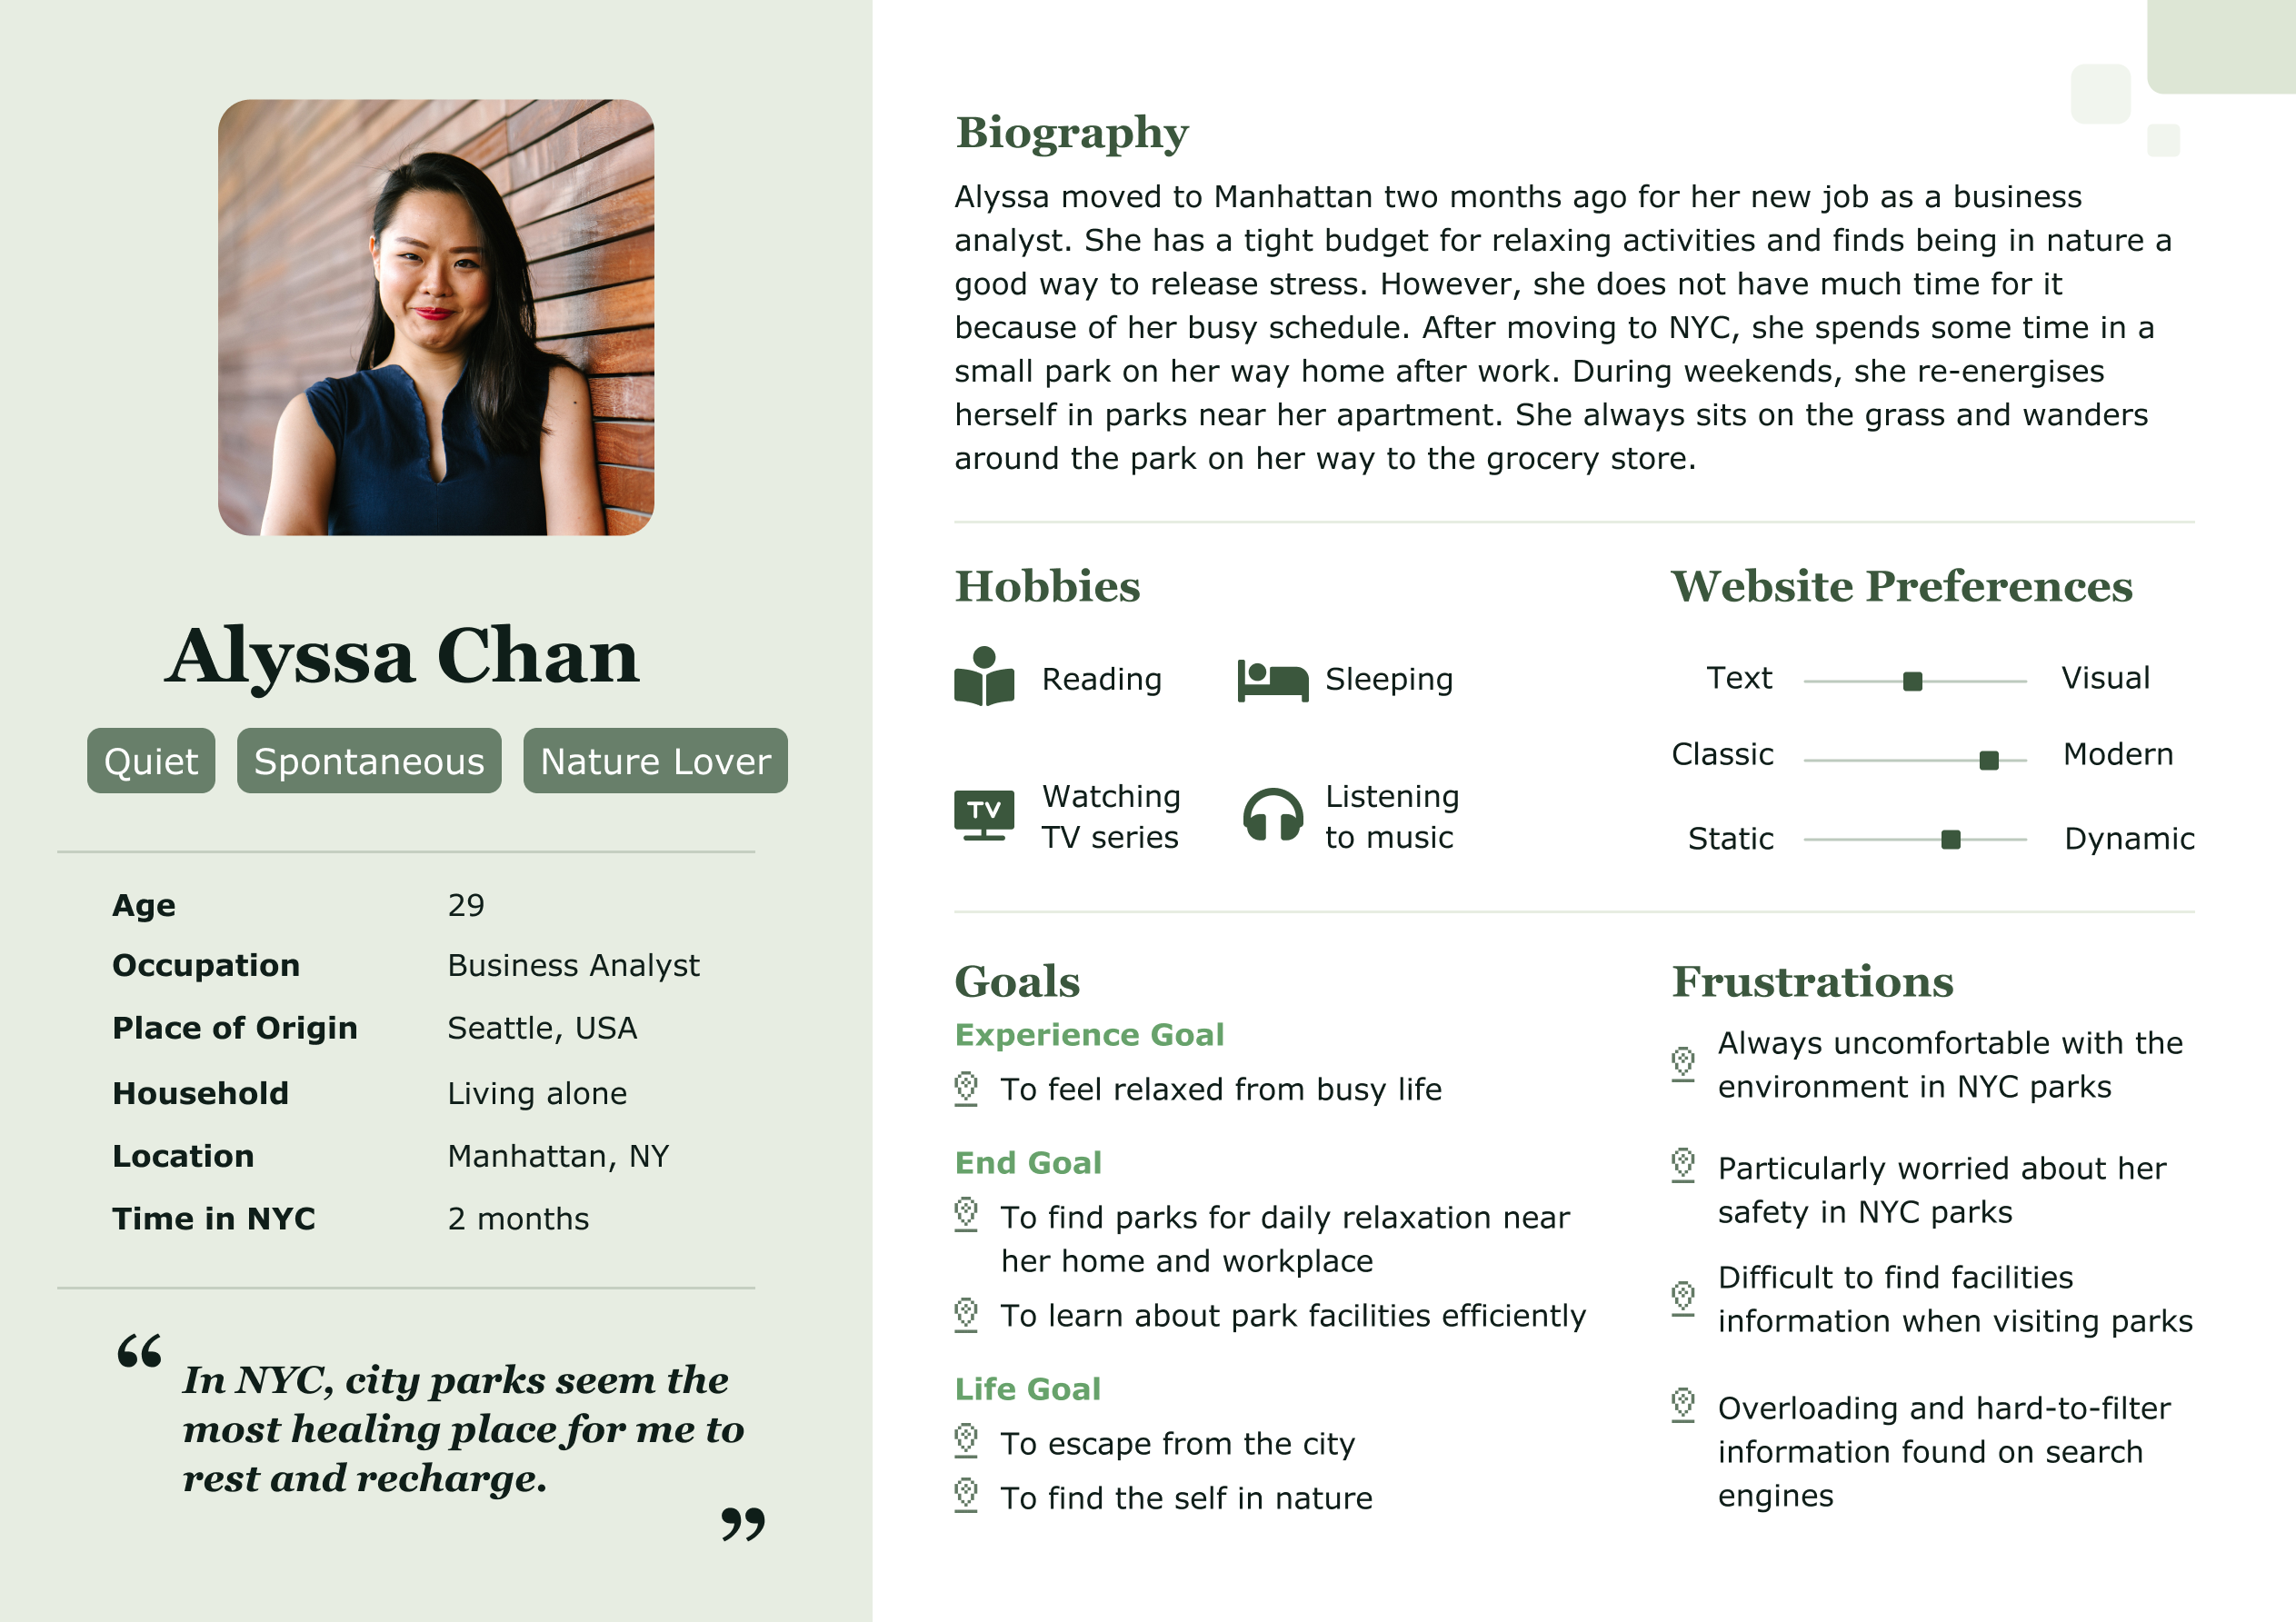 Alyssa Chan
Quiet
Spontaneous
Nature Lover
Age 29
Occupation Business Analyst
Place of Origin Seattle, USA
Household Living alone
Location Manhattan, NY
Time in NYC 2 months
“ In NYC, city parks seem the
most healing place for me to
rest and recharge.
”
Biography
Alyssa moved to Manhattan two months ago for her new job as a business
analyst. She has a tight budget for relaxing activities and finds being in nature a
good way to release stress. However, she does not have much time for it
because of her busy schedule. After moving to NYC, she spends some time in a
small park on her way home after work. During weekends, she re-energises
herself in parks near her apartment. She always sits on the grass and wanders
around the park on her way to the grocery store.
Hobbies
Reading
Sleeping
TV
Watching
TV series
Listening
to music
Website Preferences
Text Visual
Classic Modern
Static Dynamic
Goals
Experience Goal
To feel relaxed from busy life
End Goal
To find parks for daily relaxation near
her home and workplace
To learn about park facilities efficiently
Life Goal
To escape from the city
To find the self in nature
Frustrations
Always uncomfortable with the
environment in NYC parks
Particularly worried about her
safety in NYC parks
Difficult to find facilities
information when visiting parks
Overloading and hard-to-filter
information found on search
engines